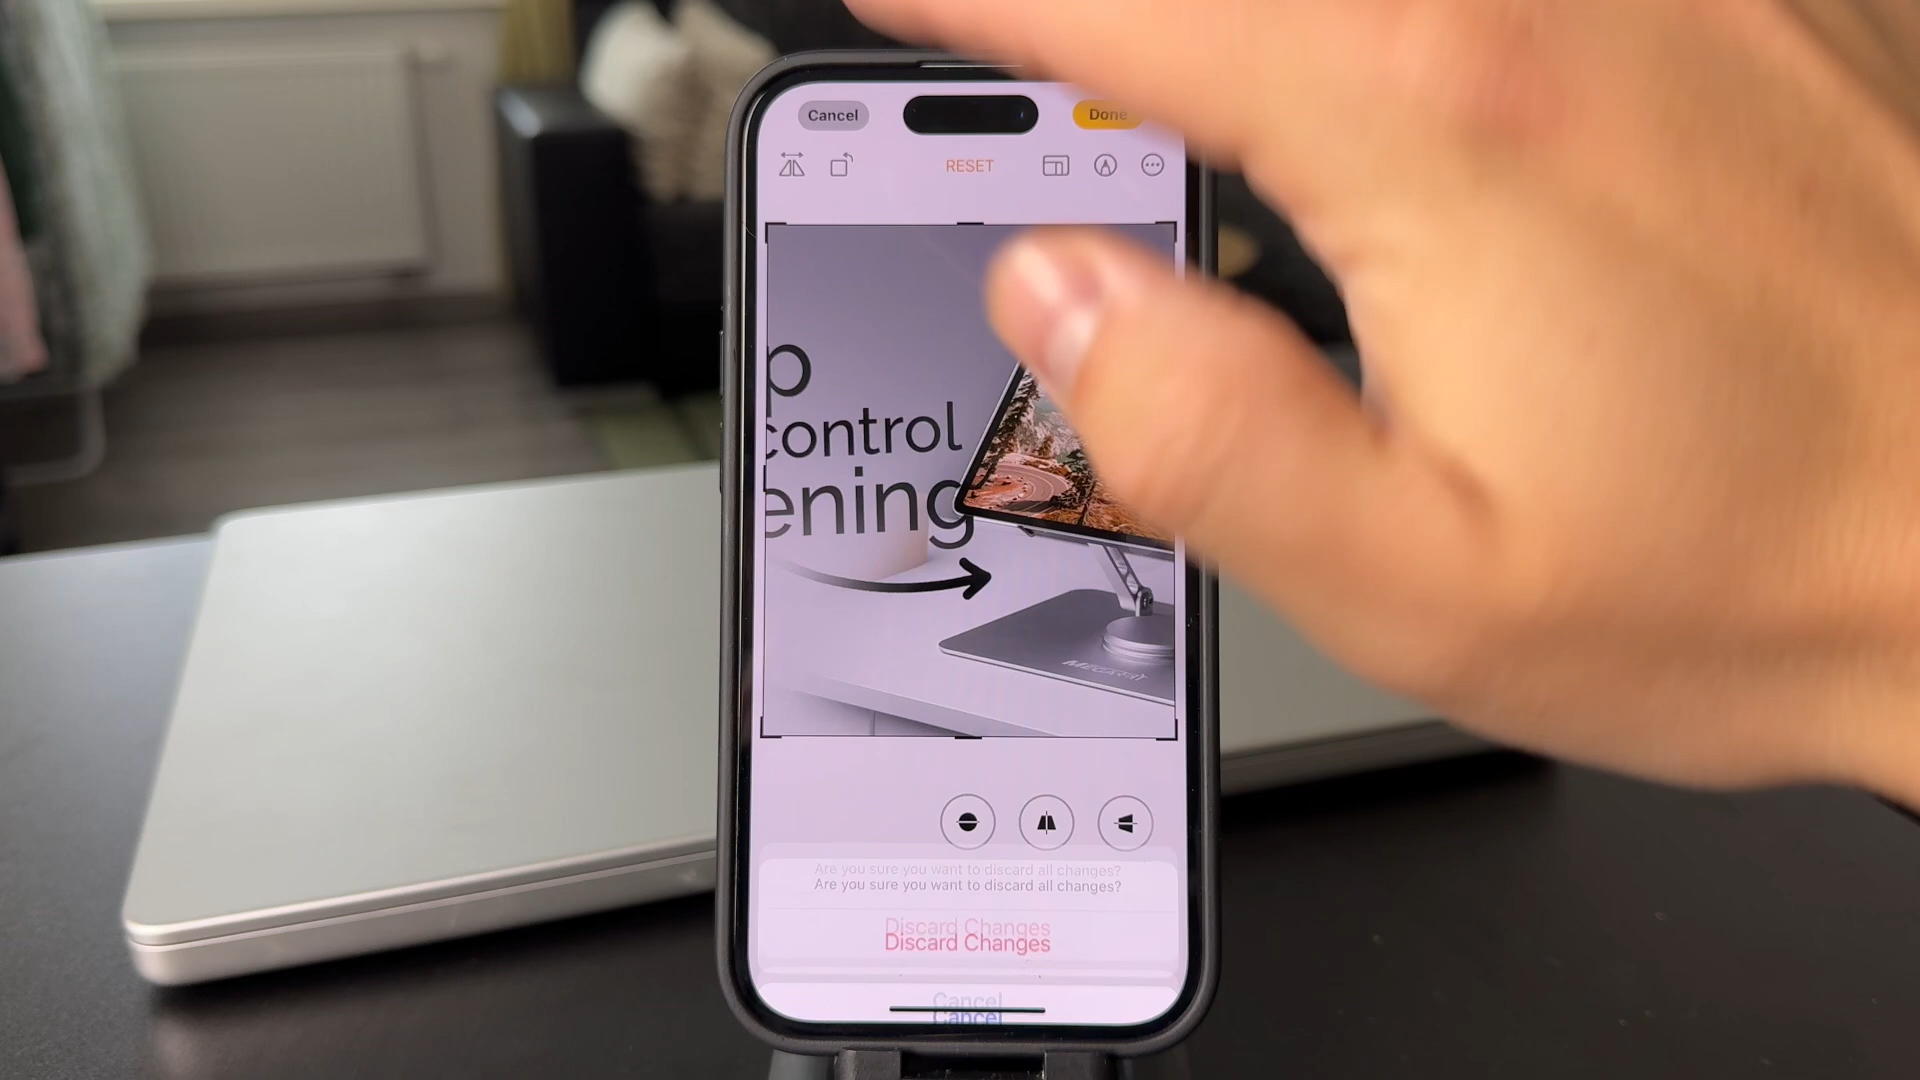 Cancel
Done
RESET
p
control
ening
Are you sure you want to discard all changes?
Are you sure you want to discard all changes?
Discard Changes
Discard Changes
Cancel
Cancel